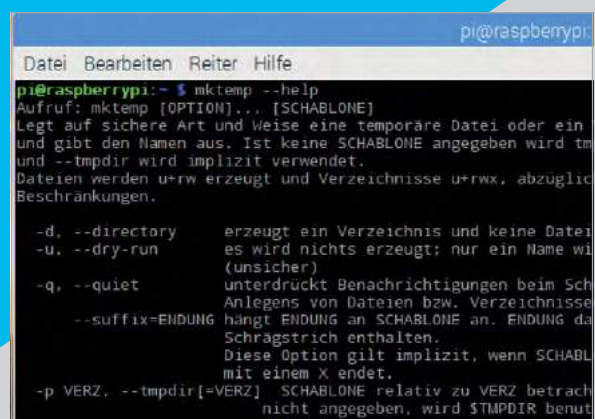 pi@raspberrypi:
Datei Bearbeiten Reiter Hilfe
pi@raspberrypi:~ $ mktemp --help
Aufruf: mktemp [OPTION]... [SCHABLONE]
Legt auf sichere Art und Weise eine temporäre Datei oder ein
und gibt den Namen aus. Ist keine SCHABLONE angegeben wird tm
und --tmpdir wird implizit verwendet.
Dateien werden u+rw erzeugt und Verzeichnisse u+rwx, abzüglic
Beschränkungen.
-d, --directory erzeugt ein Verzeichnis und keine Datei
-u, --dry-run es wird nichts erzeugt; nur ein Name wi
(unsicher)
-q, --quiet unterdrückt Benachrichtigungen beim Sch
Anlegens von Dateien bzw. Verzeichnisse
--suffix=ENDUNG hängt ENDUNG an SCHABLONE an. ENDUNG da
Schrägstrich enthalten.
Diese Option gilt implizit, wenn SCHABL
mit einem X endet.
-p VERZ, --tmpdir[=VERZ] SCHABLONE relativ zu VERZ betrach
nicht angegeben, wird $TMPDIR benut